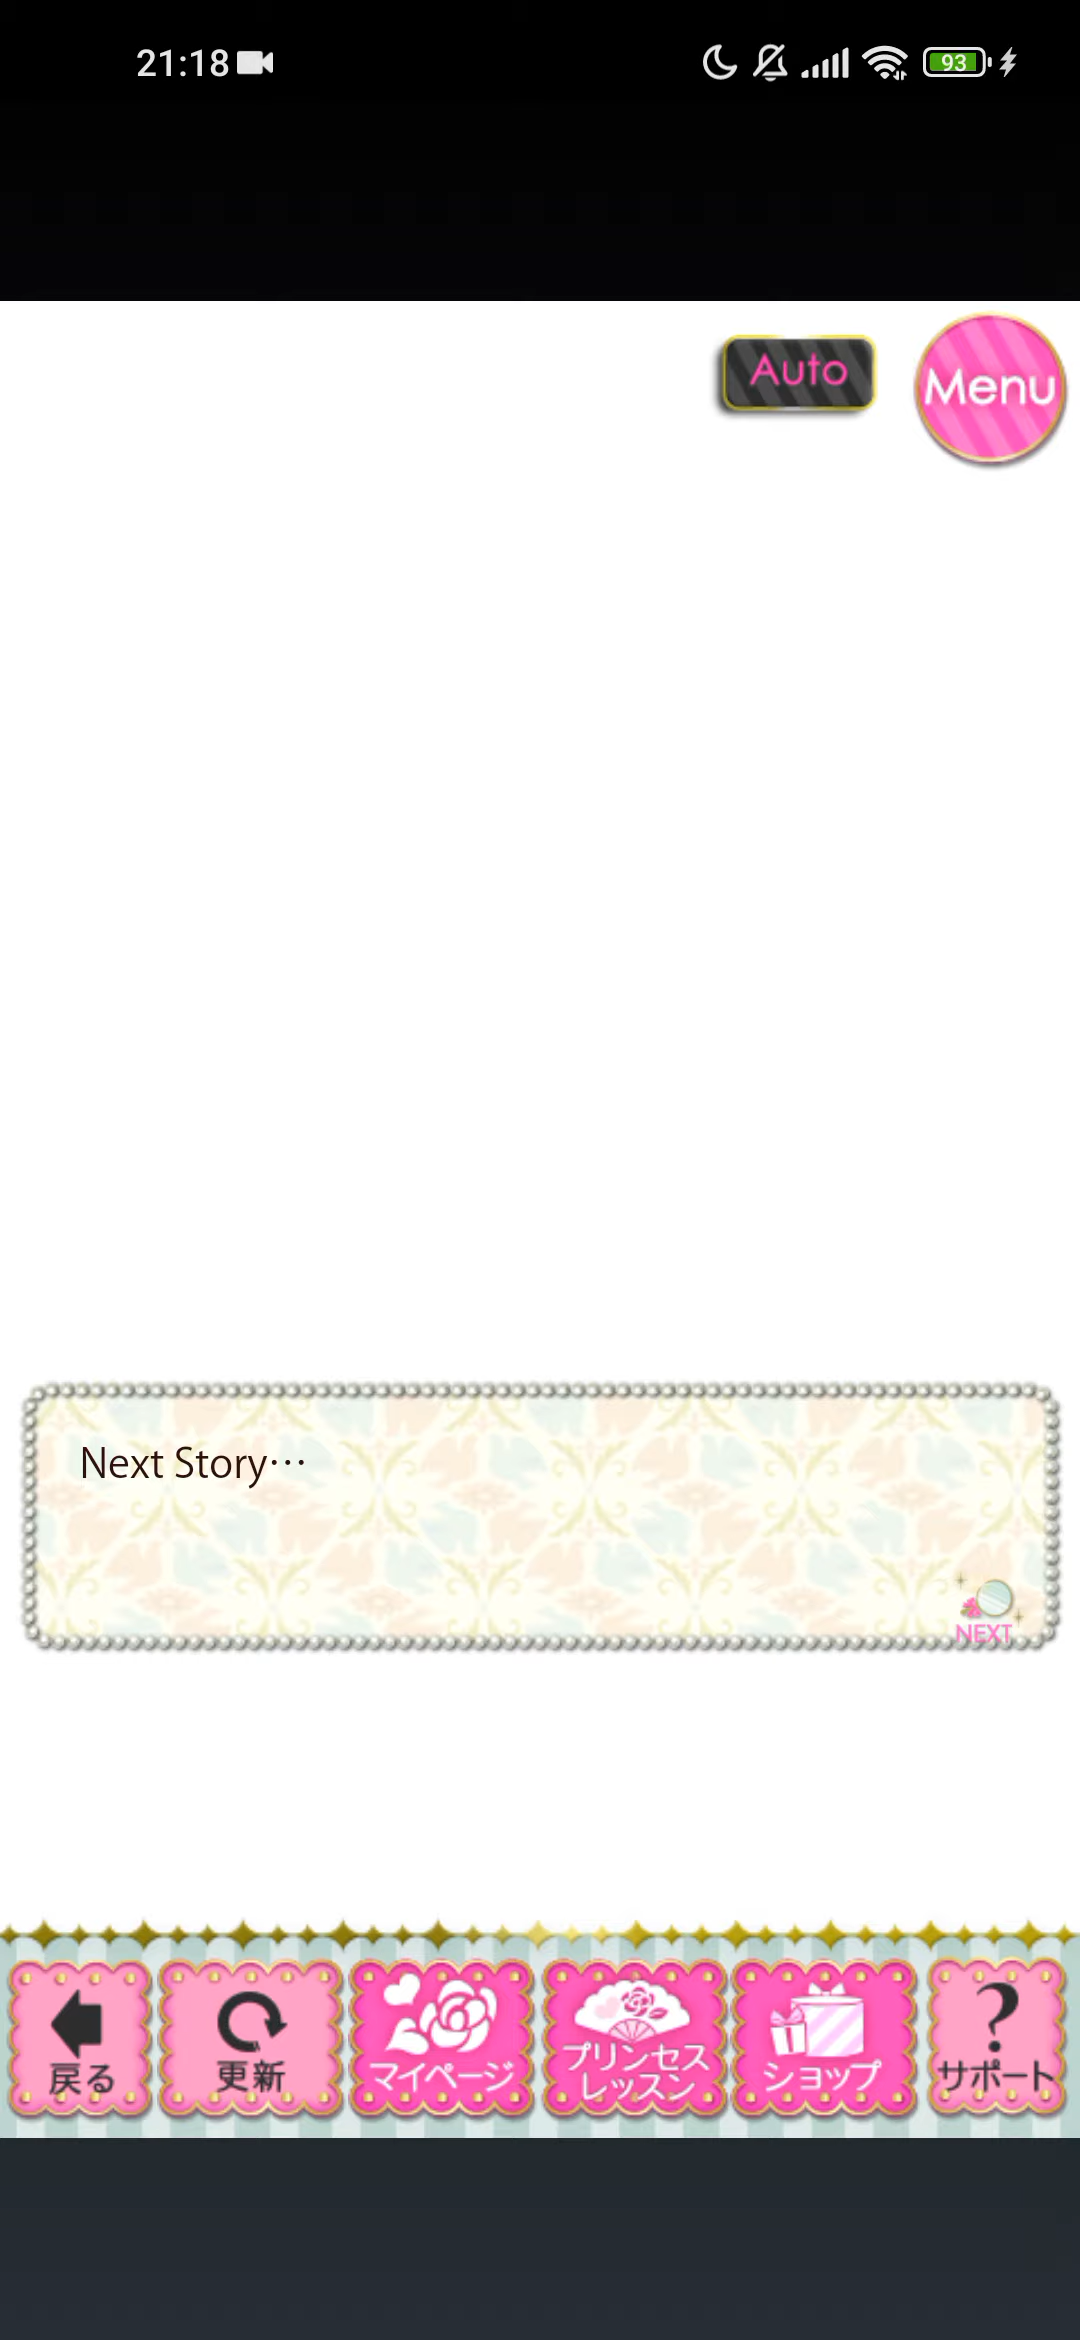 21:18
93
Auto
Menu
Next Story…
NEXT
戻る
更新
マイページ
プリンセス
レッスン
ショップ
?
サポート